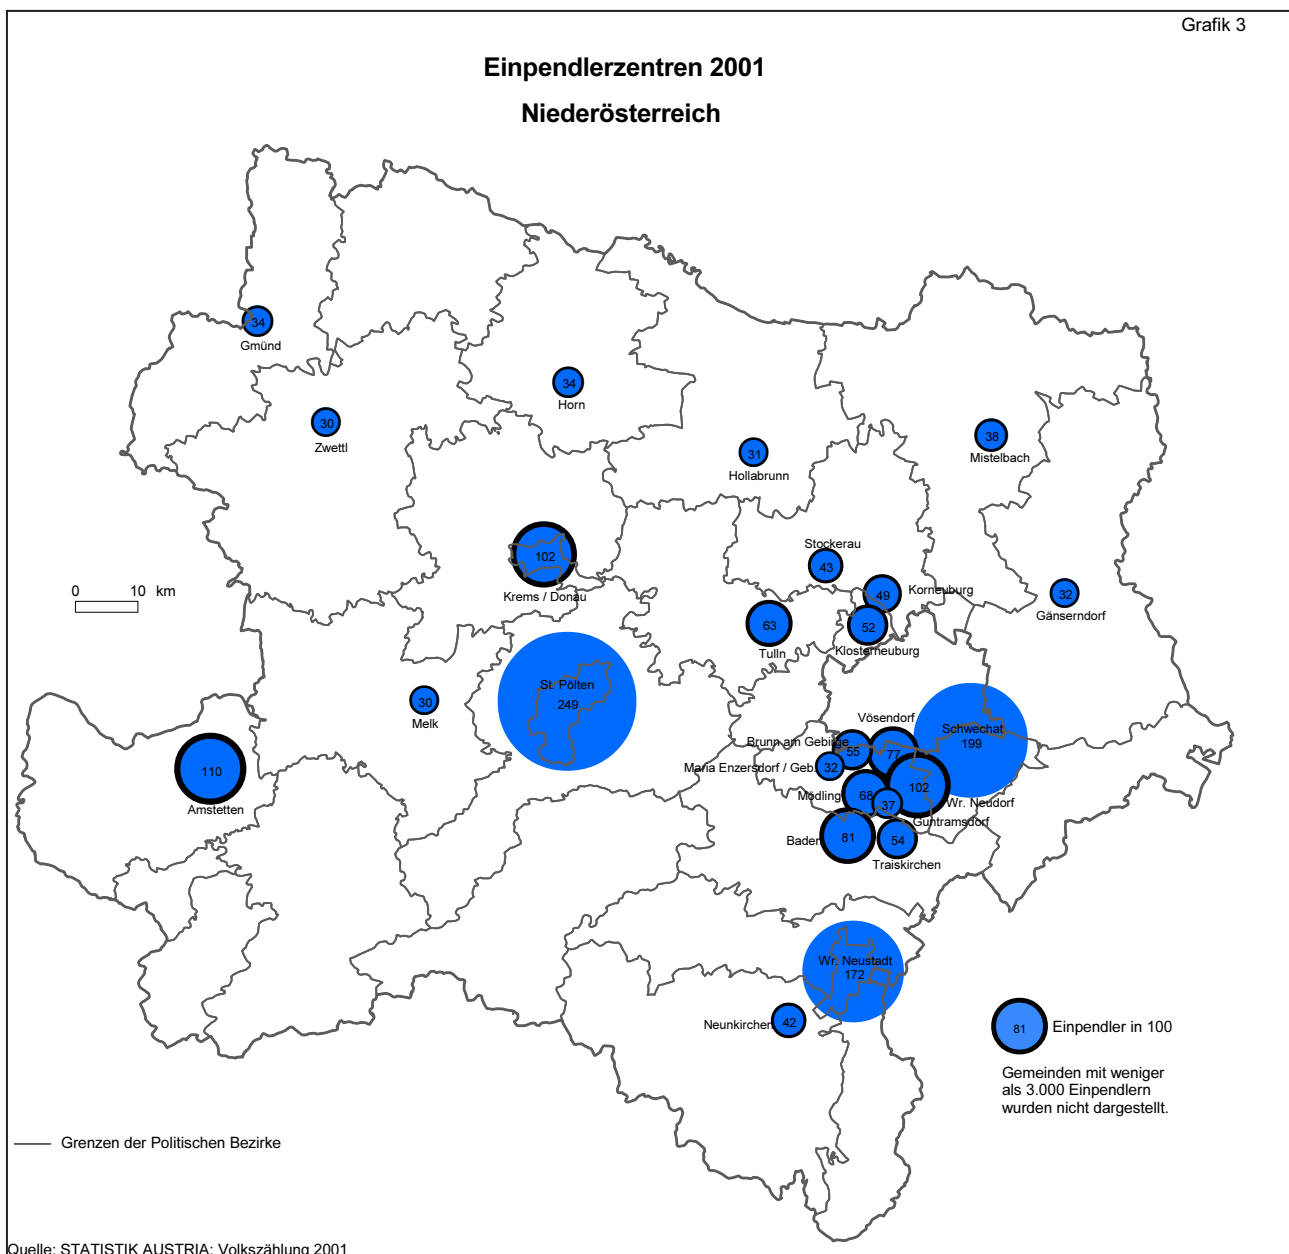 Grafik 3
Einpendlerzentren 2001
Niederösterreich
34
Gmünd
34
Horn
30
Zwettl
38
Mistelbach
31
Hollabrunn
102
Krems / Donau
Stockerau
43
49
Korneuburg
32
Gänserndorf
0 10 km
63
Tulln
52
Klosterneuburg
St. Pölten
249
30
Melk
110
Amstetten
Vösendorf
77
Schwechat
199
Brunn am Gebirge
55
Maria Enzersdorf / Geb.
32
Mödling
68
102
Wr. Neudorf
37
Guntramsdorf
Baden
81
54
Traiskirchen
Wr. Neustadt
172
Neunkirchen
42
81 Einpendler in 100
Gemeinden mit weniger
als 3.000 Einpendlern
wurden nicht dargestellt.
Grenzen der Politischen Bezirke
Quelle: STATISTIK AUSTRIA; Volkszählung 2001